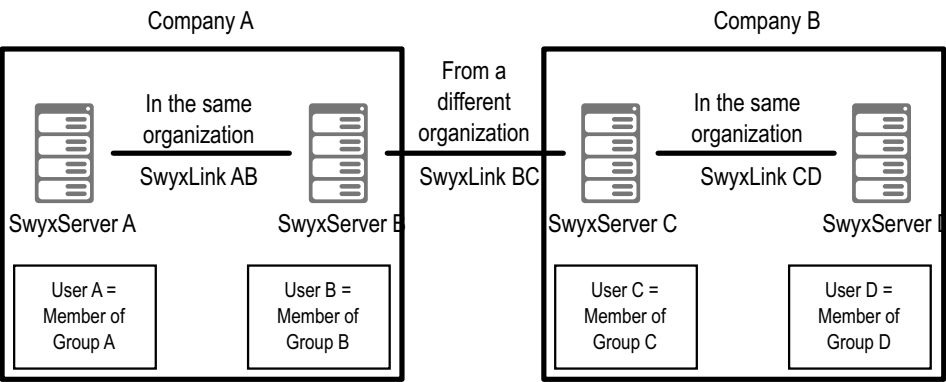 Company A
Company B
From a
different
organization
SwyxLink BC
In the same
organization
SwyxLink AB
In the same
organization
SwyxLink CD
SwyxServer A
SwyxServer B
SwyxServer C
SwyxServer D
User A =
Member of
Group A
User B =
Member of
Group B
User C =
Member of
Group C
User D =
Member of
Group D